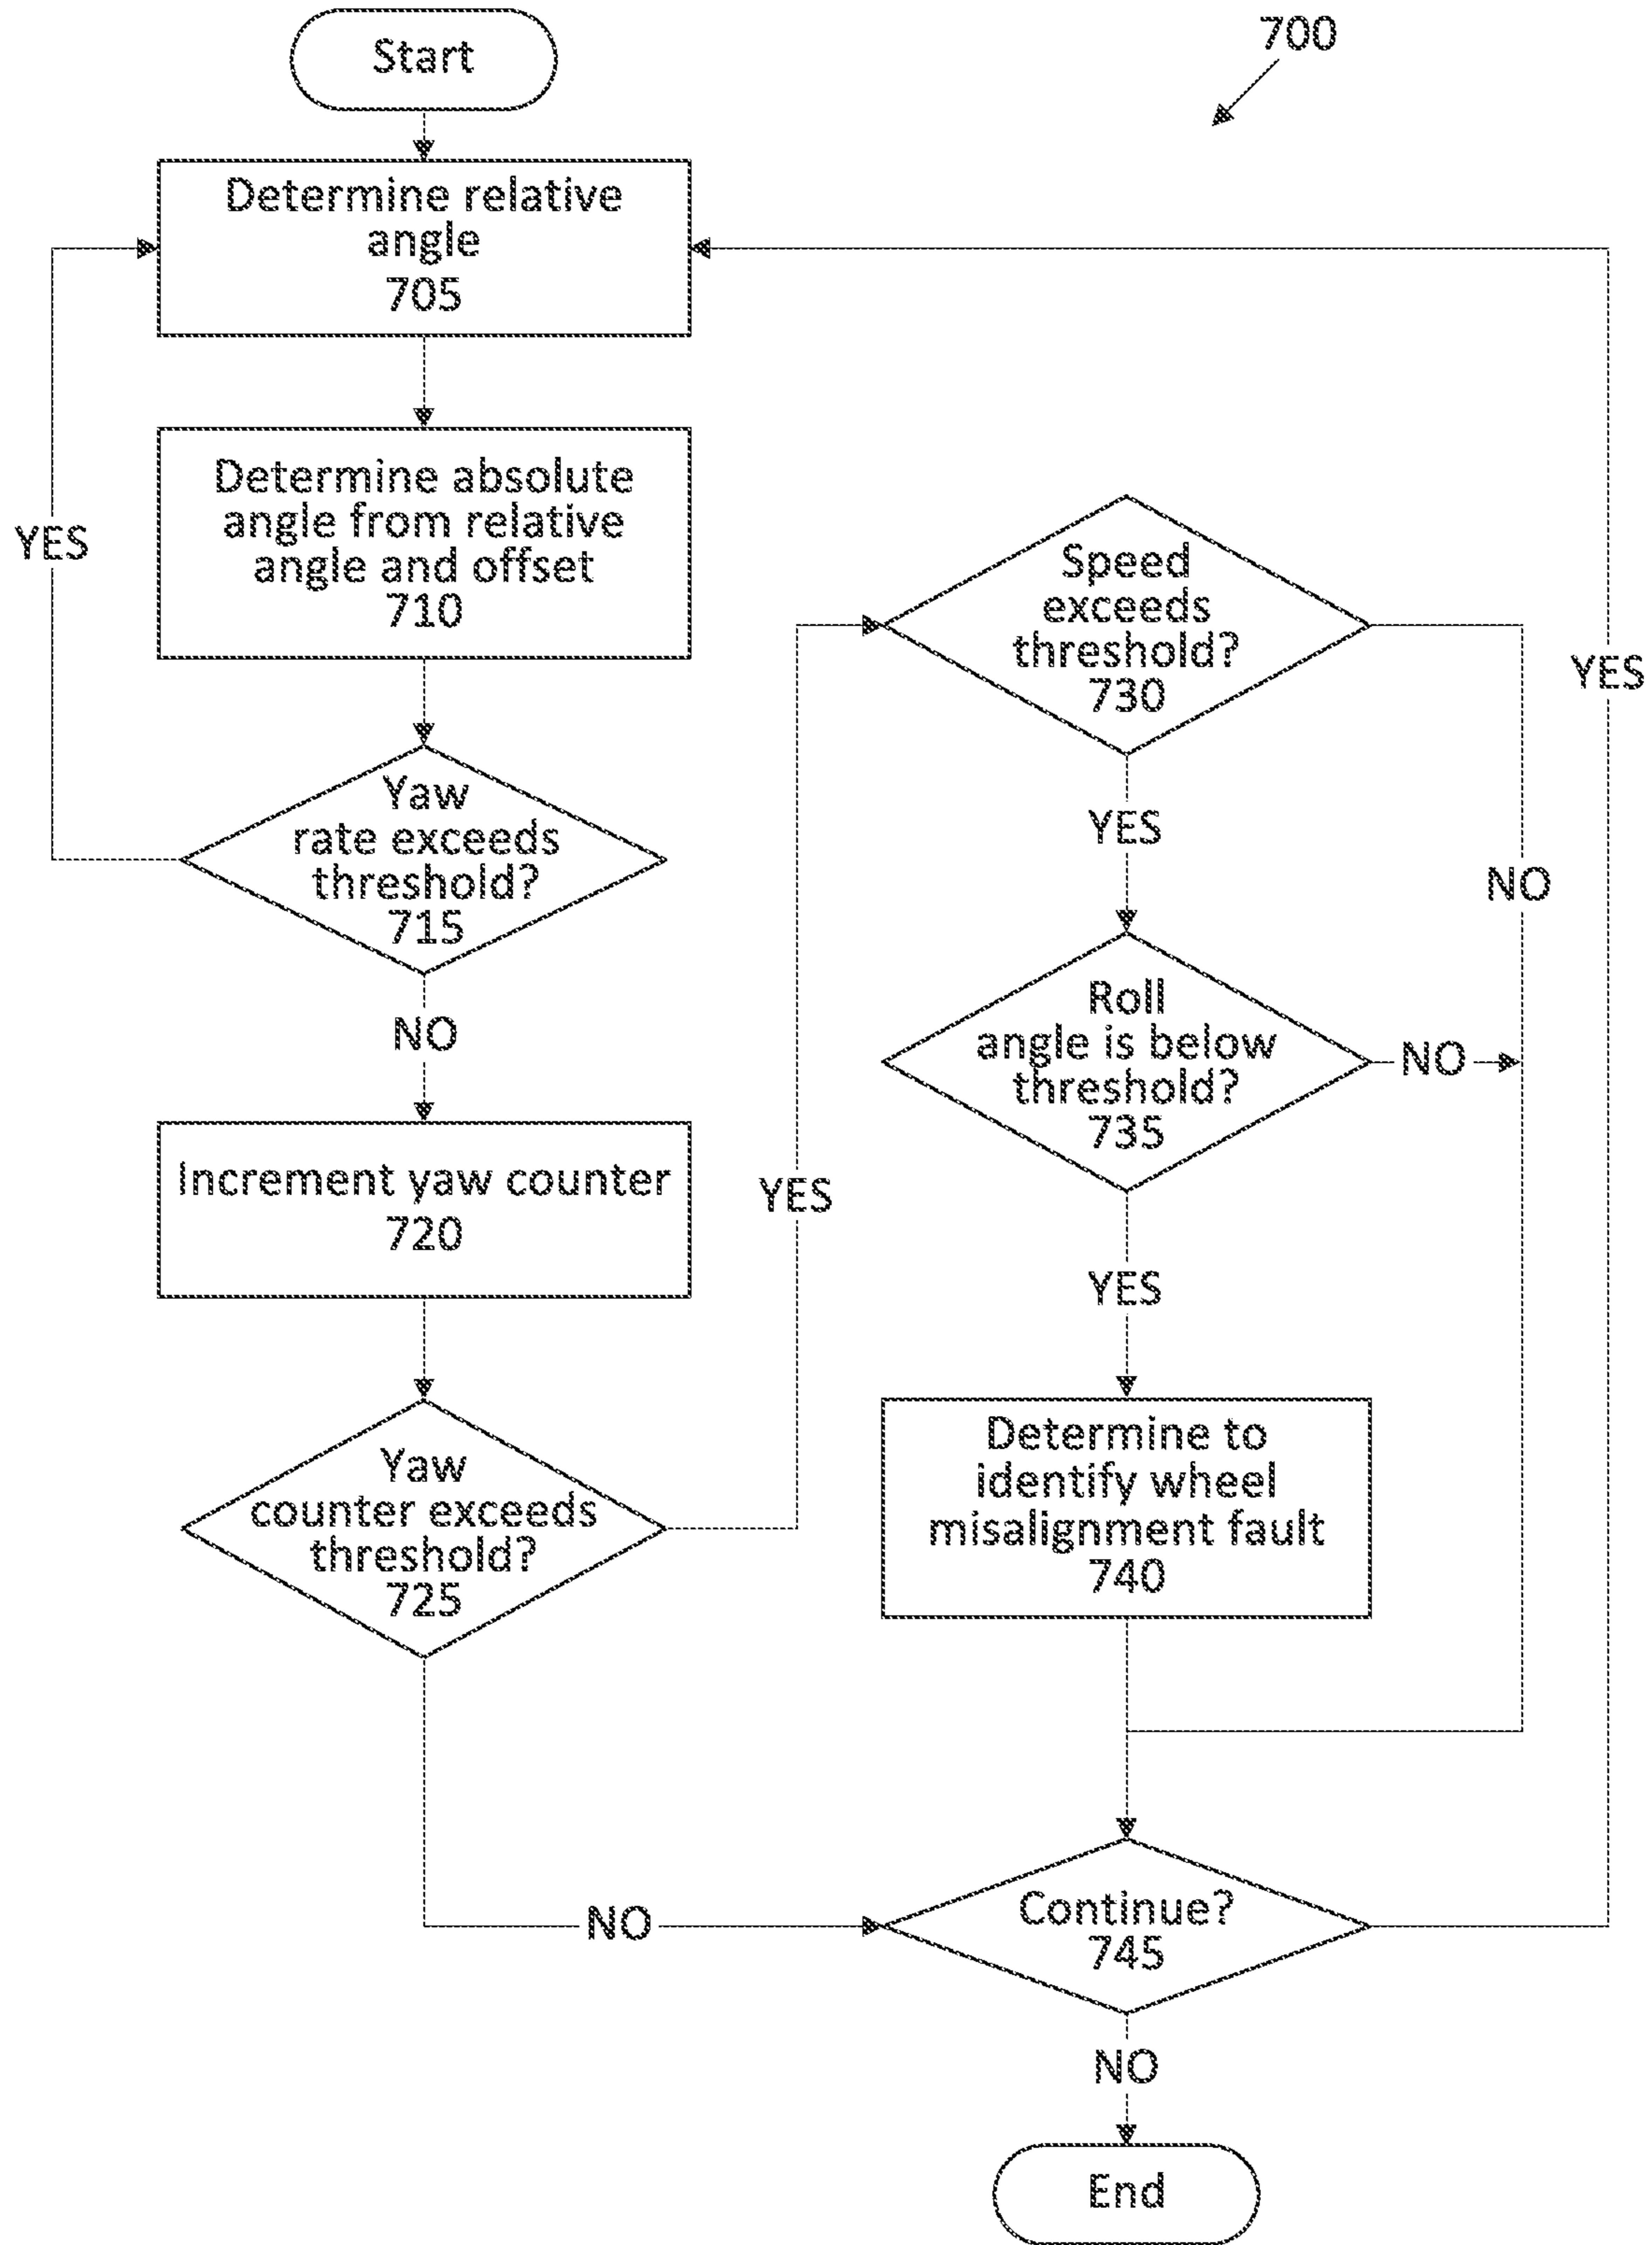 700
Start
Determine relative
angle
705
Determine absolute
angle from relative
angle and offset
710
YES
Yaw
rate exceeds
threshold?
715
NO
Increment yaw counter
720
Yaw
counter exceeds
threshold?
725
YES
NO
Speed
exceeds
threshold?
730
YES
NO
Roll
angle is below
threshold?
735
NO
YES
Determine to
identify wheel
misalignment fault
740
Continue?
745
YES
NO
End